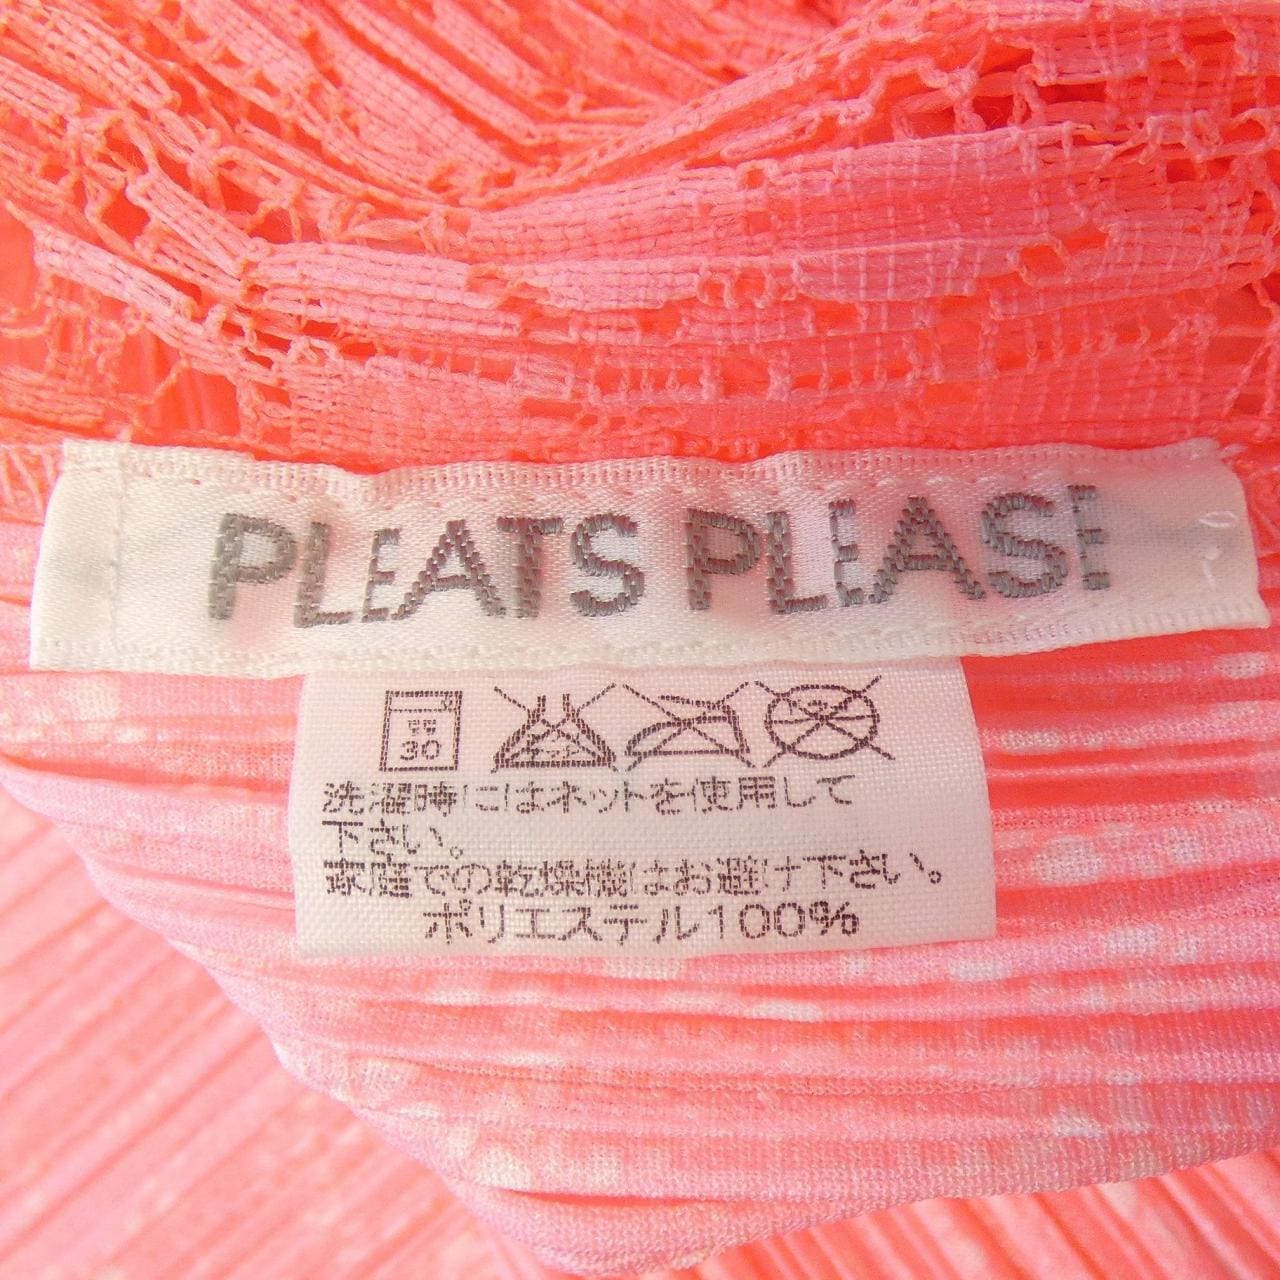 PLEATS PLEASE
30
洗濯時にはネットを使用して
下さい。
家庭での乾燥機はお避け下さい。
ポリエステル100%